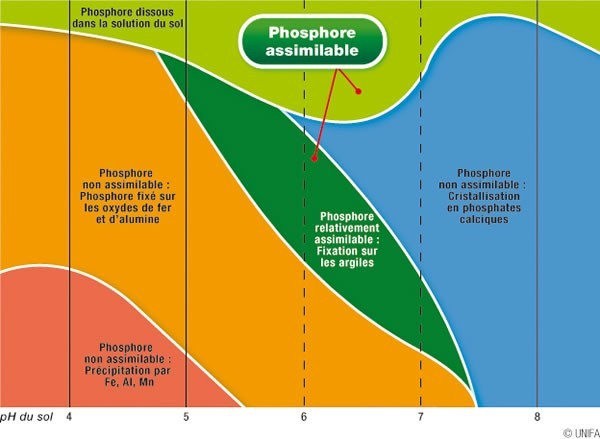 Phosphore dissous
dans la solution du sol
Phosphore
assimilable
Phosphore
non assimilable :
Phosphore fixé sur
les oxydes de fer
et d'alumine
Phosphore
non assimilable :
Cristallisation
en phosphates
calciques
Phosphore
relativement
assimilable :
Fixation sur
les argiles
Phosphore
non assimilable :
Précipitation par
Fe, Al, Mn
pH du sol 4 5 6 7 8
© UNIFA